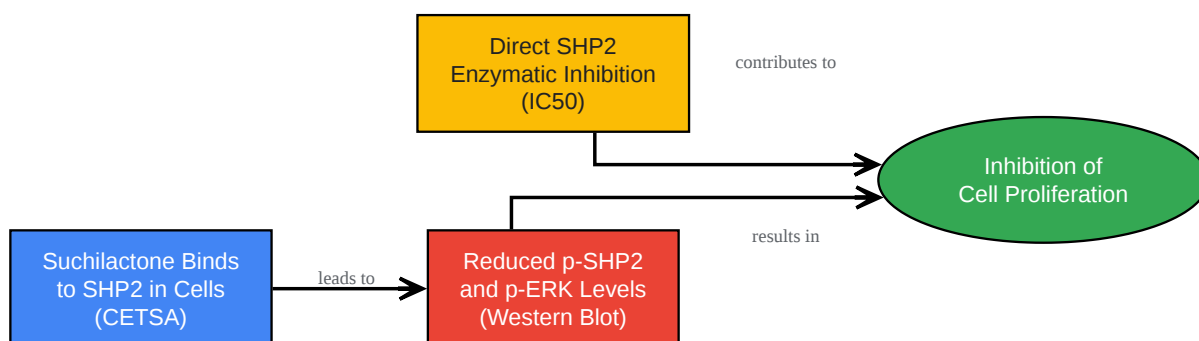 Direct SHP2
Enzymatic Inhibition
(IC50)
contributes to
Inhibition of
Cell Proliferation
results in
Suchilactone Binds
to SHP2 in Cells
(CETSA)
leads to
Reduced p-SHP2
and p-ERK Levels
(Western Blot)